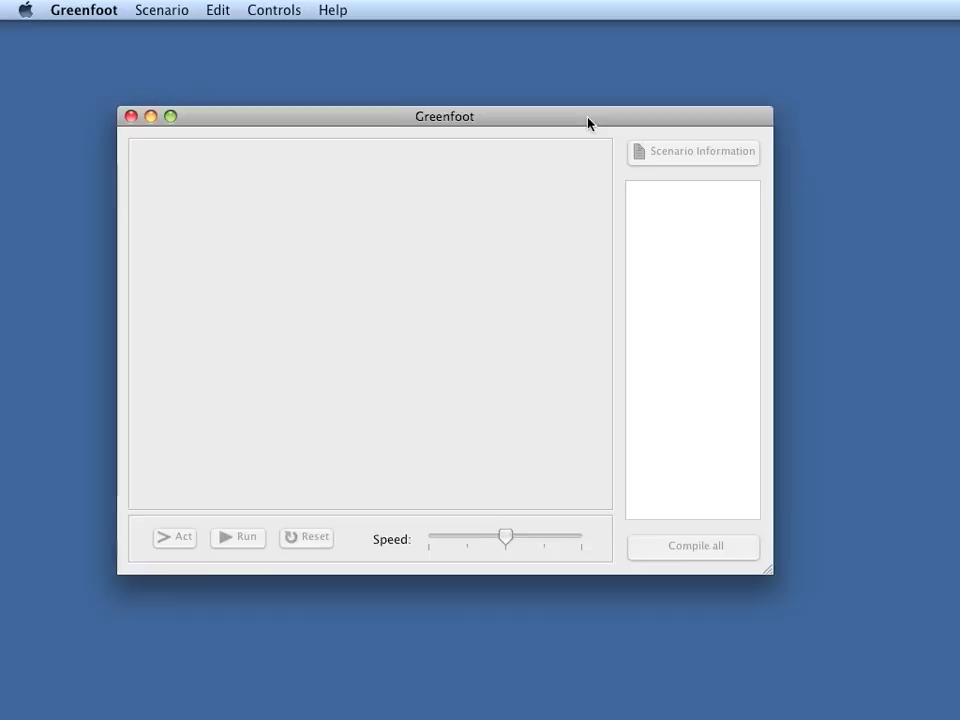 Greenfoot Scenario Edit Controls Help
Greenfoot
Scenario Information
Act Run Reset Speed:
Compile all